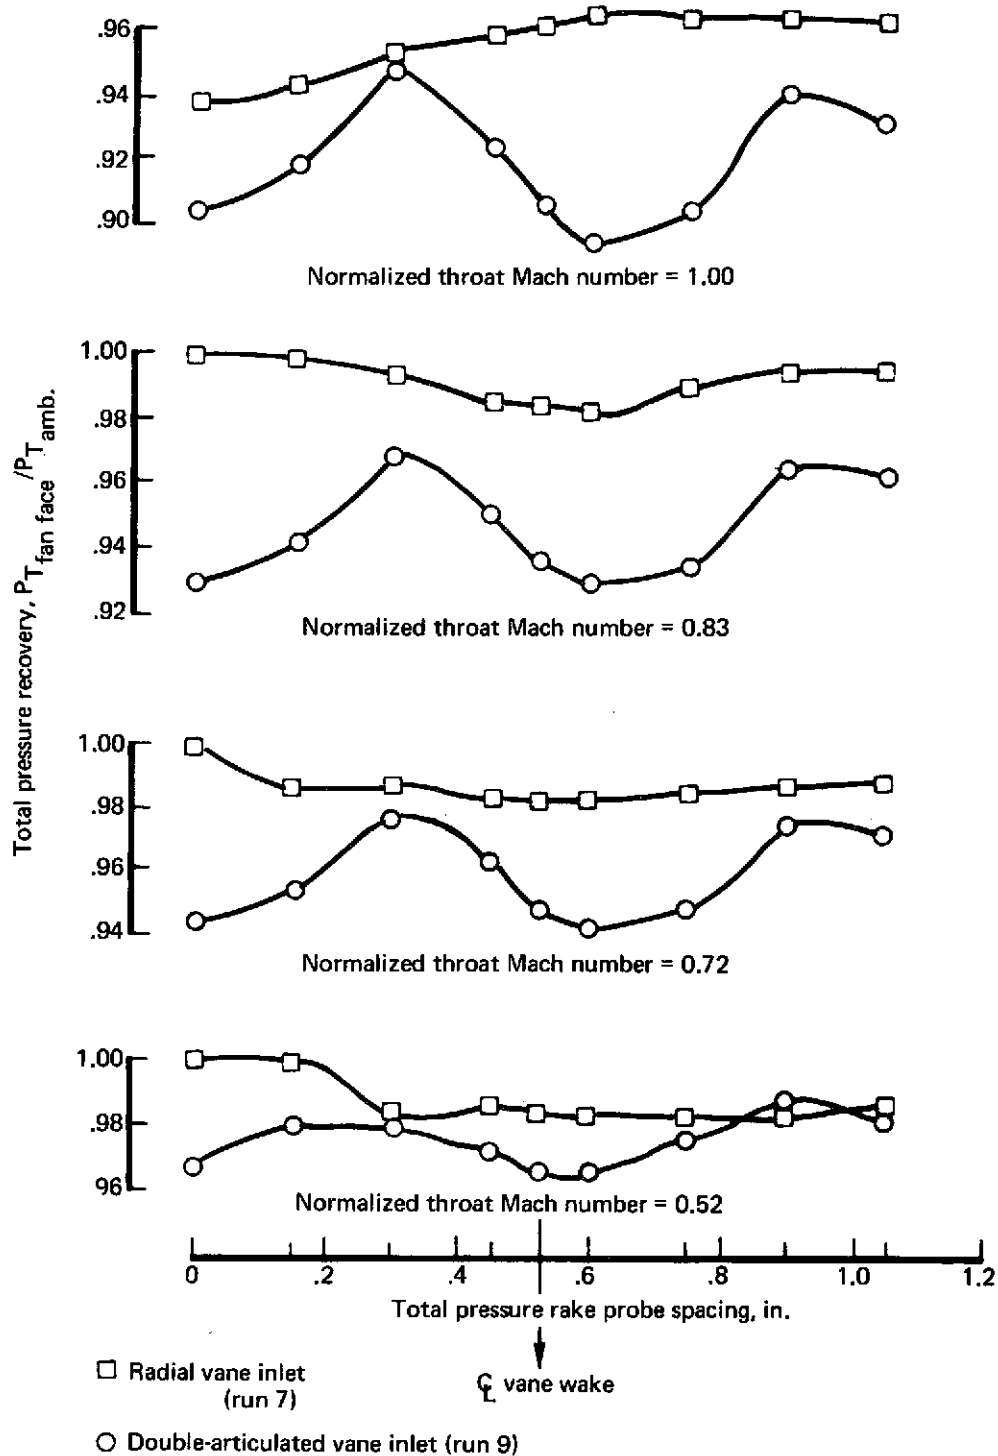 .96
.94
.92
.90
Normalized throat Mach number = 1.00
1.00
.98
.96
.94
.92
Normalized throat Mach number = 0.83
Total pressure recovery, P_T fan face /P_T amb.
1.00
.98
.96
.94
Normalized throat Mach number = 0.72
1.00
.98
96
Normalized throat Mach number = 0.52
0 .2 .4 .6 .8 1.0 1.2
Total pressure rake probe spacing, in.
℄ vane wake
Radial vane inlet
(run 7)
Double-articulated vane inlet (run 9)